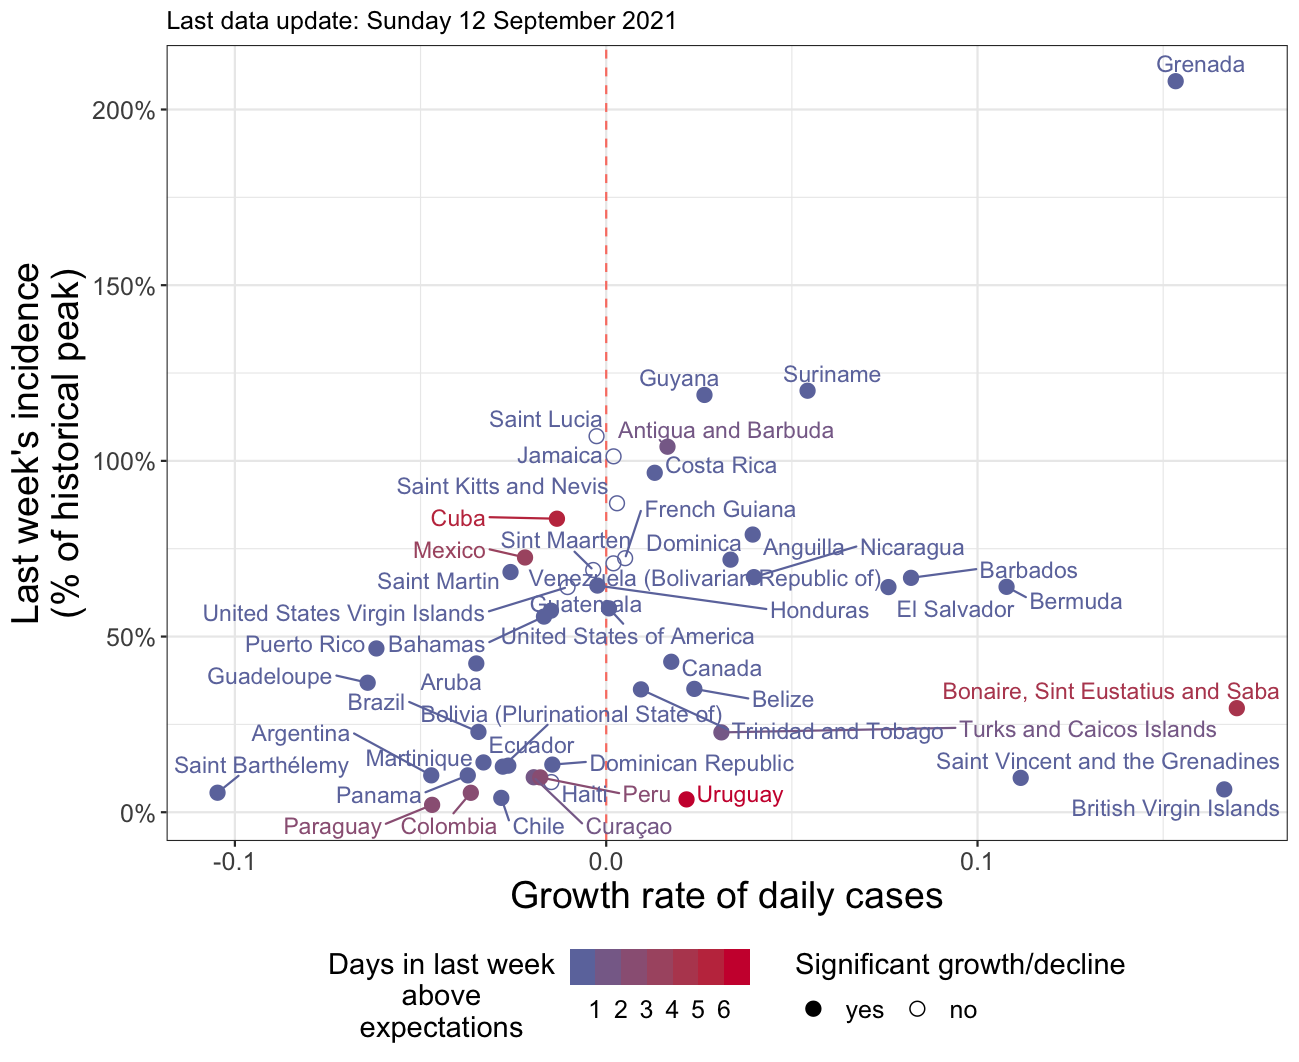 Last data update: Sunday 12 September 2021
Grenada
200%
150%
Last week's incidence
(% of historical peak)
Guyana
Suriname
Saint Lucia
Antigua and Barbuda
Jamaica
100%
Costa Rica
Saint Kitts and Nevis
French Guiana
Cuba
Sint Maarten
Dominica
Anguilla
Nicaragua
Mexico
Barbados
Saint Martin
Venezuela (Bolivarian Republic of)
Bermuda
Guatemala
United States Virgin Islands
Honduras
El Salvador
50%
United States of America
Puerto Rico
Bahamas
Canada
Guadeloupe
Aruba
Bonaire, Sint Eustatius and Saba
Brazil
Belize
Bolivia (Plurinational State of)
Argentina
Trinidad and Tobago
Turks and Caicos Islands
Ecuador
Martinique
Saint Barthélemy
Dominican Republic
Saint Vincent and the Grenadines
Panama
Haiti
Peru
Uruguay
British Virgin Islands
0%
Paraguay
Colombia
Chile
Curaçao
-0.1
0.0
0.1
Growth rate of daily cases
Days in last week
above
expectations
1 2 3 4 5 6
Significant growth/decline
yes
no